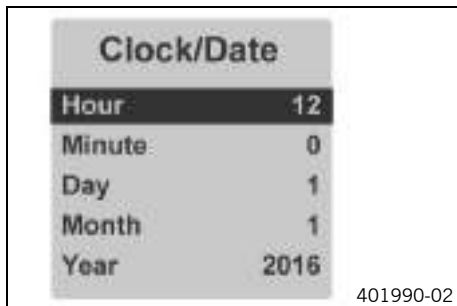 Clock/Date
Hour 12
Minute 0
Day 1
Month 1
Year 2016
401990-02